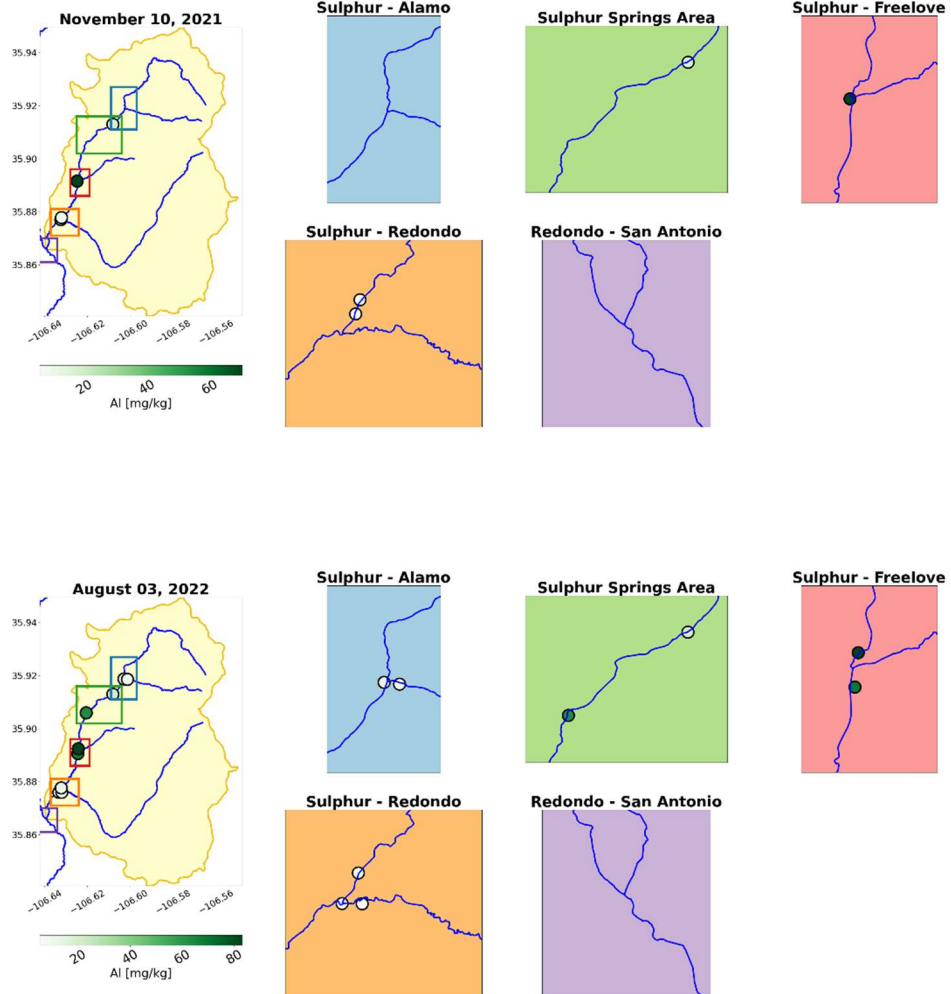 November 10, 2021
Sulphur - Alamo
Sulphur Springs Area
Sulphur - Freelove
35.94
35.92
35.90
35.88
35.86
−106.64
−106.62
−106.60
−106.58
−106.56
20
40
60
Al [mg/kg]
Sulphur - Redondo
Redondo - San Antonio
August 03, 2022
Sulphur - Alamo
Sulphur Springs Area
Sulphur - Freelove
35.94
35.92
35.90
35.88
35.86
−106.64
−106.62
−106.60
−106.58
−106.56
20
40
60
80
Al [mg/kg]
Sulphur - Redondo
Redondo - San Antonio